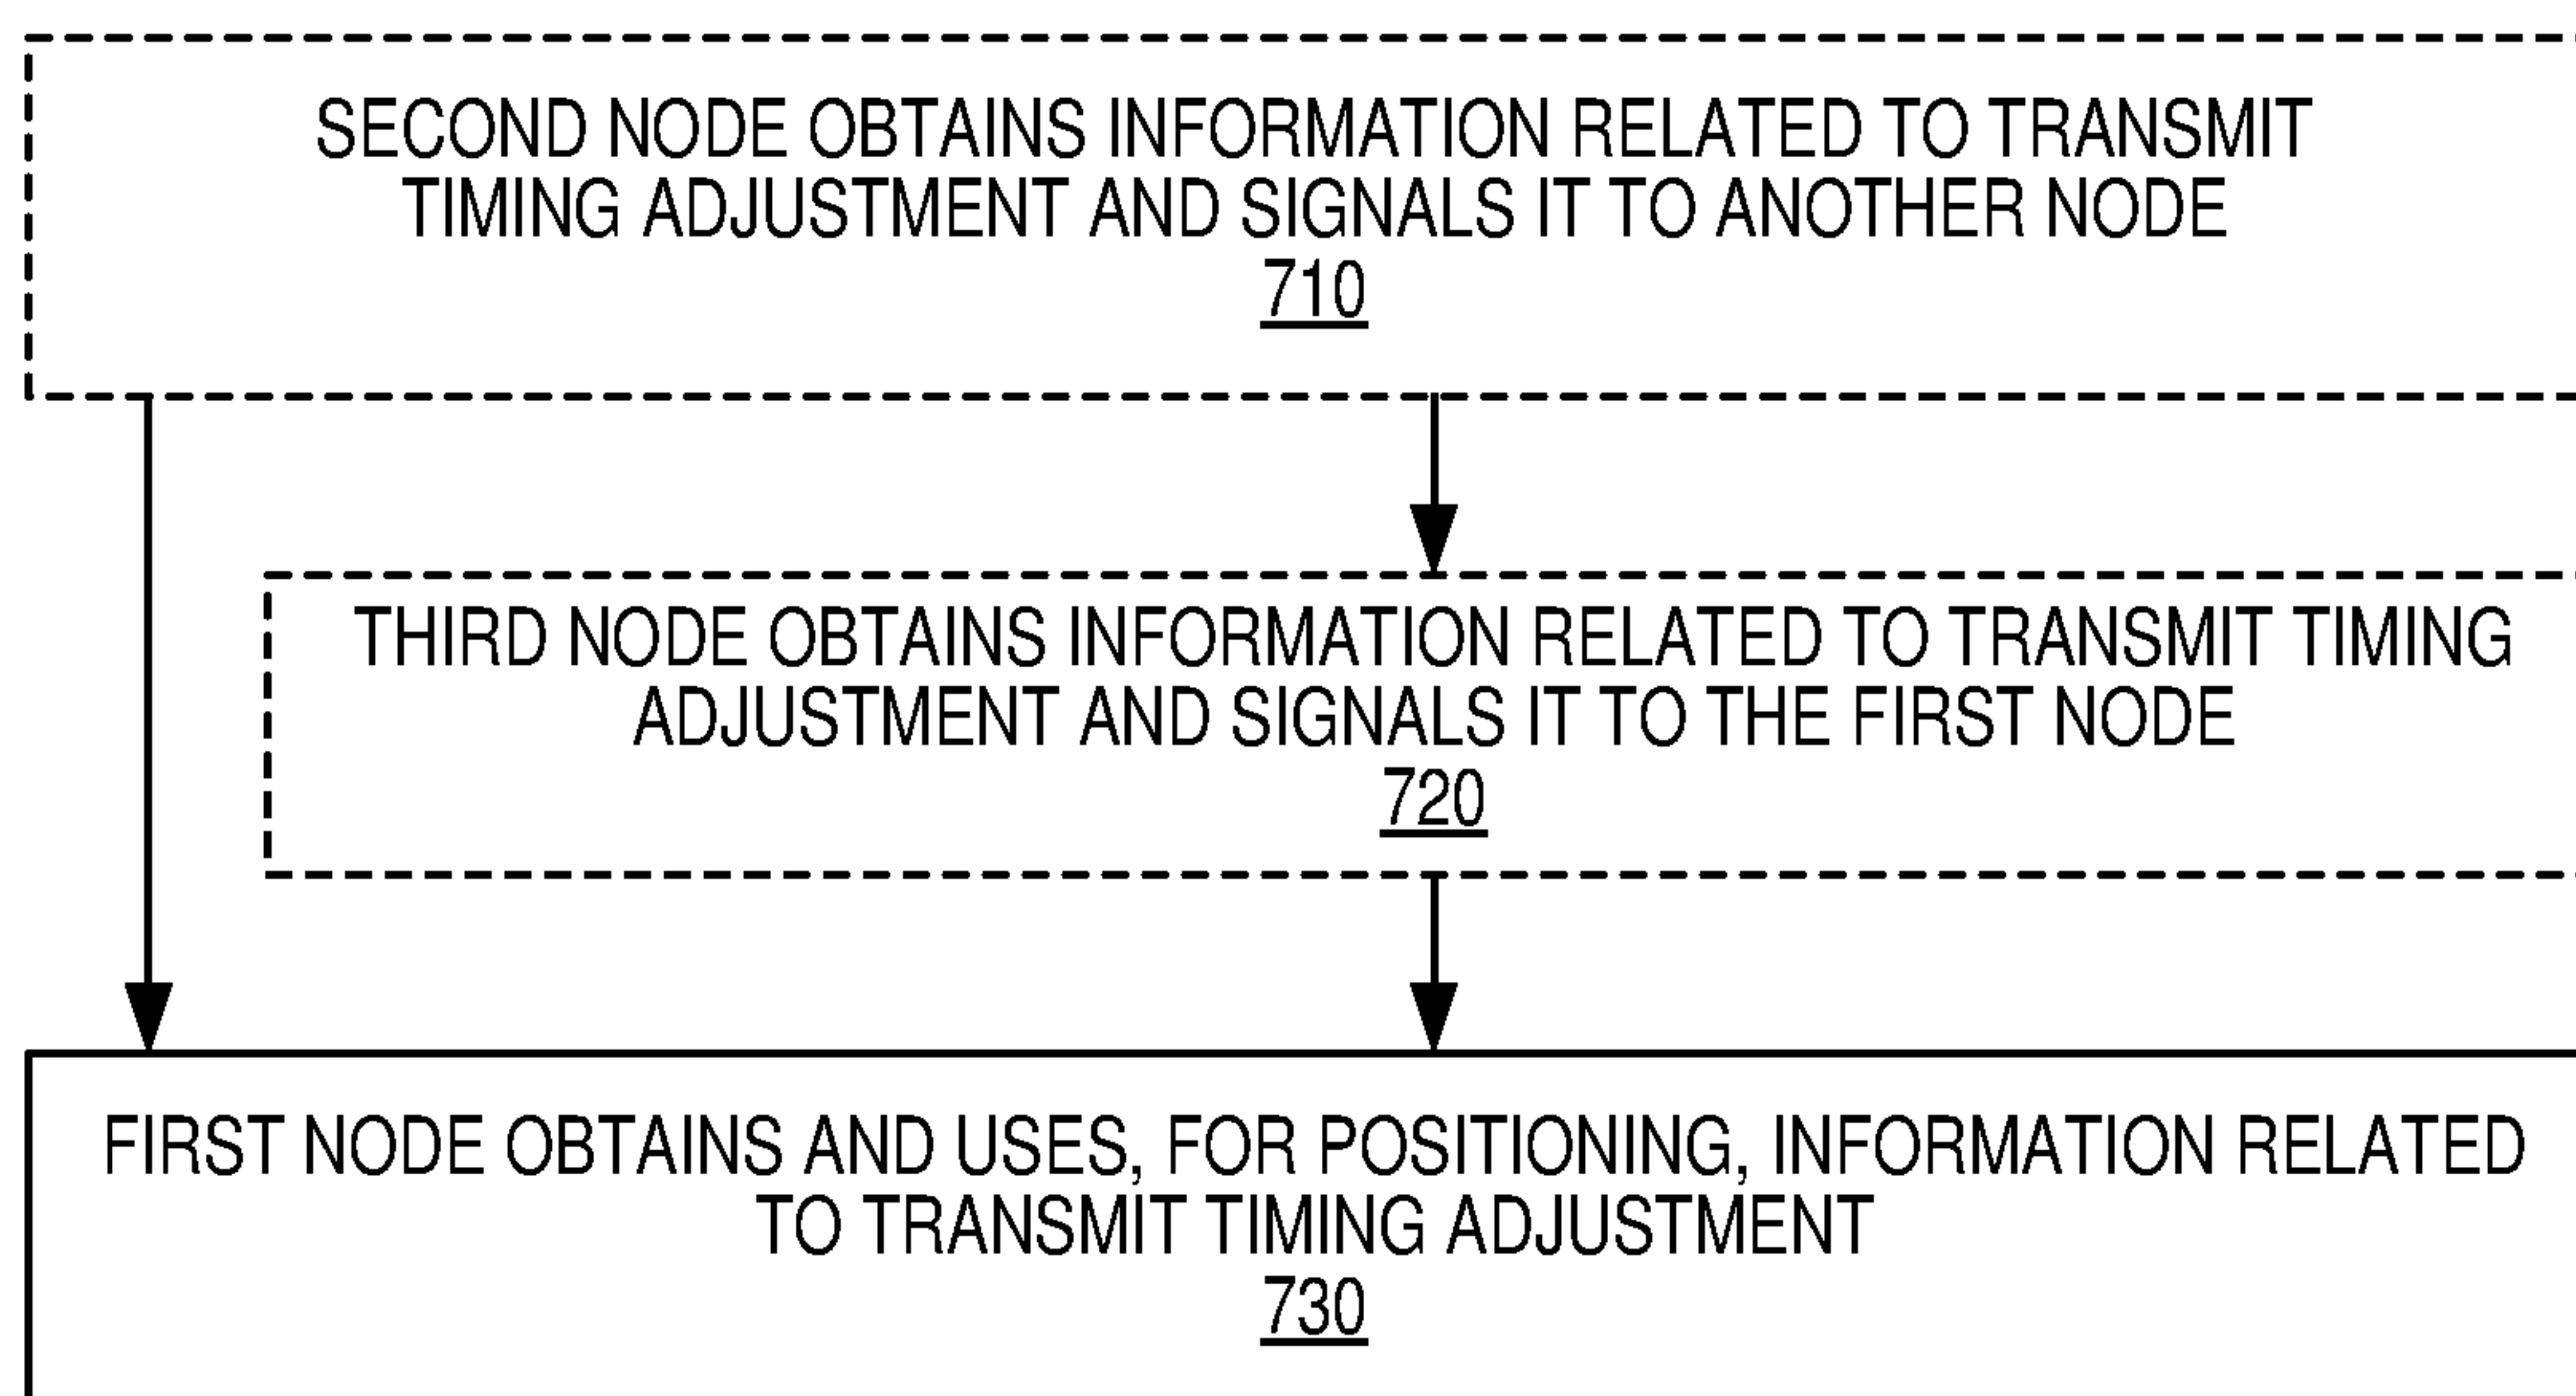 SECOND NODE OBTAINS INFORMATION RELATED TO TRANSMIT
TIMING ADJUSTMENT AND SIGNALS IT TO ANOTHER NODE
710
THIRD NODE OBTAINS INFORMATION RELATED TO TRANSMIT TIMING
ADJUSTMENT AND SIGNALS IT TO THE FIRST NODE
720
FIRST NODE OBTAINS AND USES, FOR POSITIONING, INFORMATION RELATED
TO TRANSMIT TIMING ADJUSTMENT
730